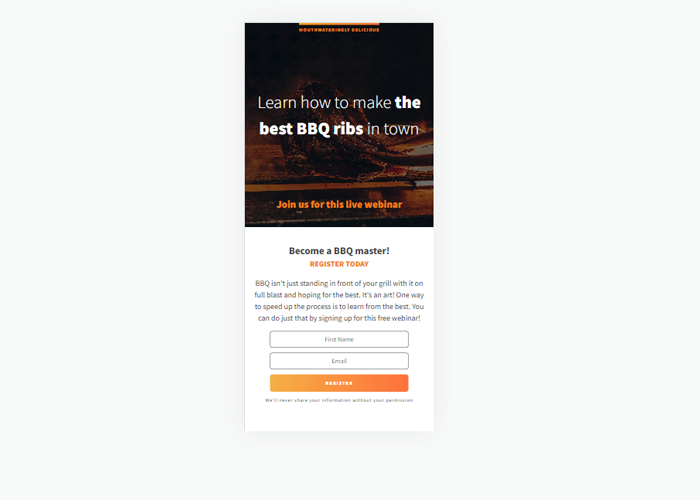 MOUTHWATERINGLY DELICIOUS
Learn how to make the
best BBQ ribs in town
Join us for this live webinar
Become a BBQ master!
REGISTER TODAY
BBQ isn't just standing in front of your grill with it on
full blast and hoping for the best. It's an art! One way
to speed up the process is to learn from the best. You
can do just that by signing up for this free webinar!
First Name
Email
REGISTER
We'll never share your information without your permission